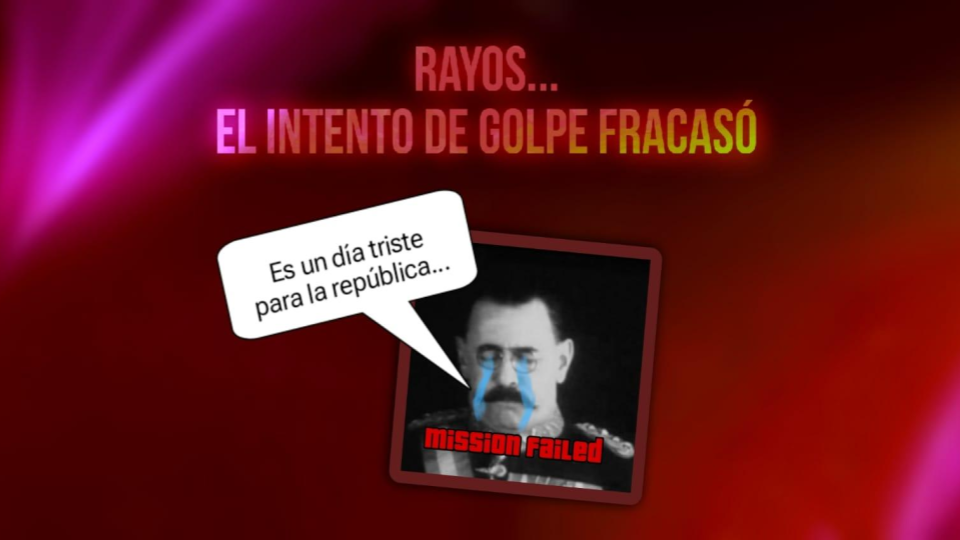 RAYOS...
EL INTENTO DE GOLPE FRACASÓ
Es un día triste
para la república...
mission failed